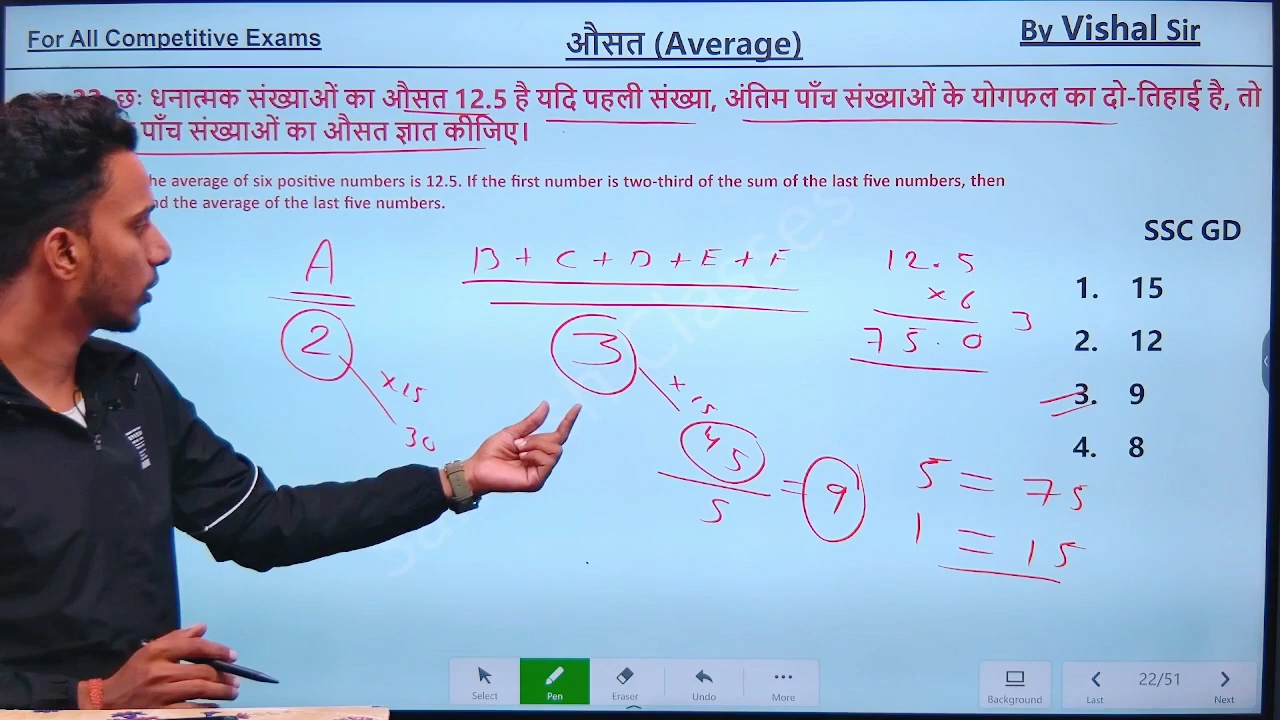 For All Competitive Exams
औसत (Average)
By Vishal Sir
छः धनात्मक संख्याओं का औसत 12.5 है यदि पहली संख्या, अंतिम पाँच संख्याओं के योगफल का दो-तिहाई है, तो
पाँच संख्याओं का औसत ज्ञात कीजिए।
he average of six positive numbers is 12.5. If the first number is two-third of the sum of the last five numbers, then
nd the average of the last five numbers.
SSC GD
A
B + C + D + E + F
12.5
× 6
3
75.0
1. 15
2. 12
3. 9
4. 8
2
×15
30
3
×15
45
5
= 9
5 = 75
1 = 15
Select
Pen
Eraser
Undo
More
Background
Last
22/51
Next